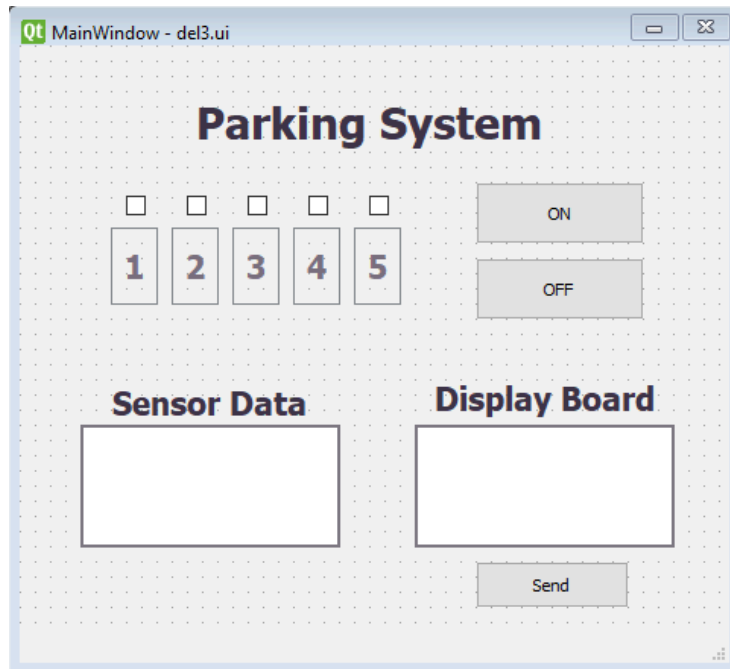 Qt MainWindow - del3.ui
Parking System
1 2 3 4 5
ON
OFF
Sensor Data
Display Board
Send